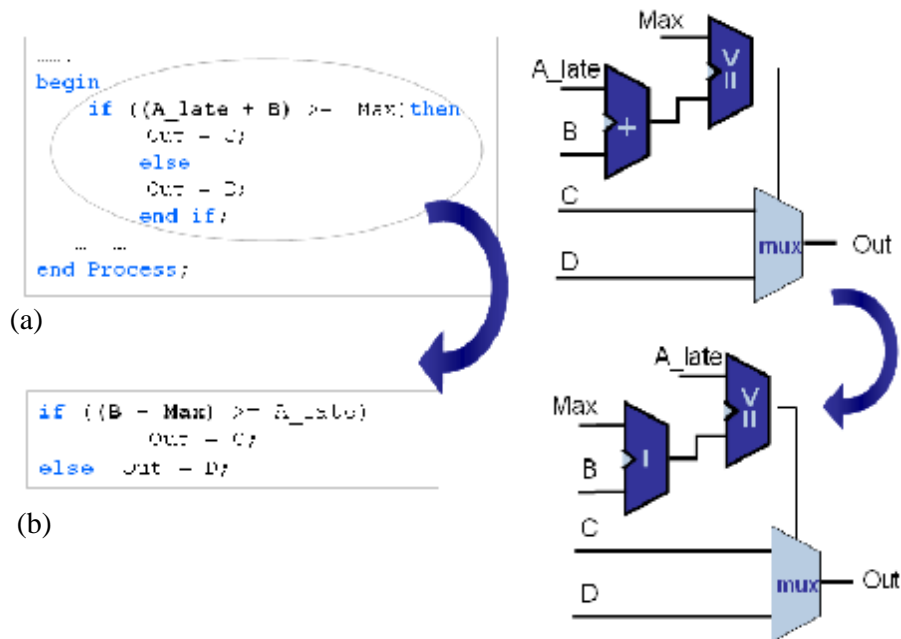 begin
if ((A_late + B) >= Max)then
Out = C;
else
Out = D;
end if;
... ...
end Process;
(a)
if ((B - Max) >= A_late)
Out = C;
else Out = D;
(b)
Max
A_late
>=
+
B
C
mux
Out
D
A_late
Max
>=
-
B
C
mux
Out
D